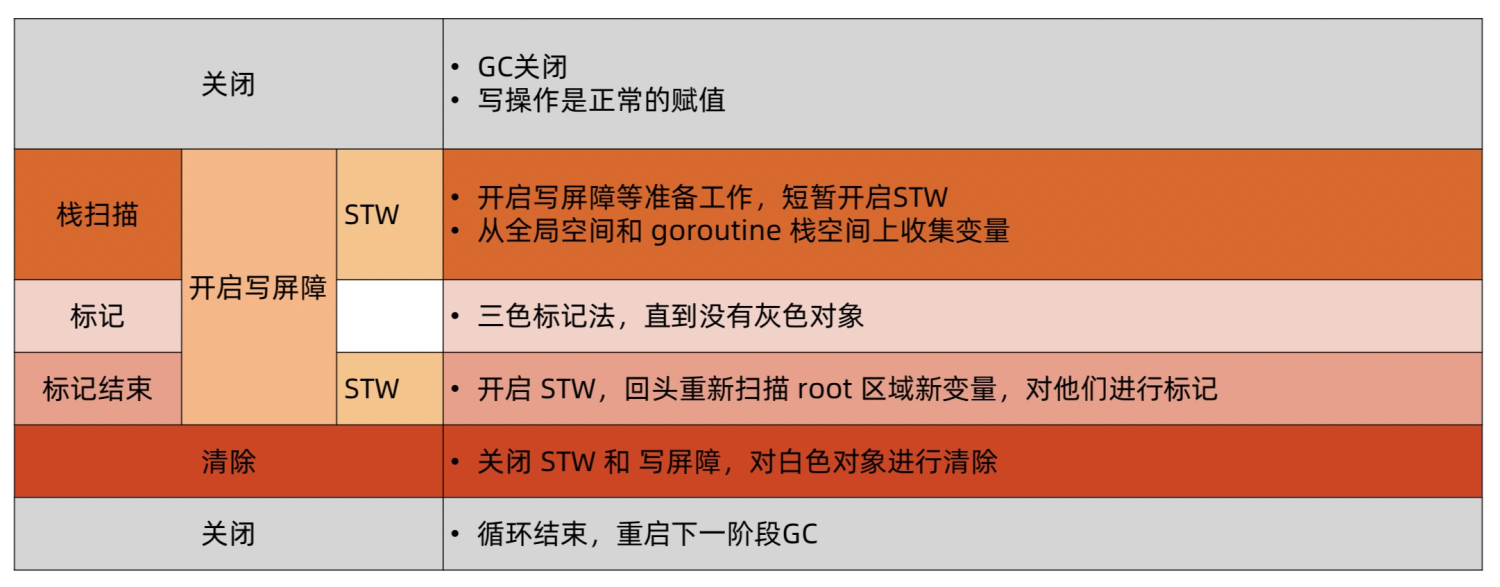 关闭
• GC关闭
• 写操作是正常的赋值
栈扫描
开启写屏障
STW
• 开启写屏障等准备工作，短暂开启STW
• 从全局空间和 goroutine 栈空间上收集变量
标记
• 三色标记法，直到没有灰色对象
标记结束
STW
• 开启 STW，回头重新扫描 root 区域新变量，对他们进行标记
清除
• 关闭 STW 和 写屏障，对白色对象进行清除
关闭
• 循环结束，重启下一阶段GC